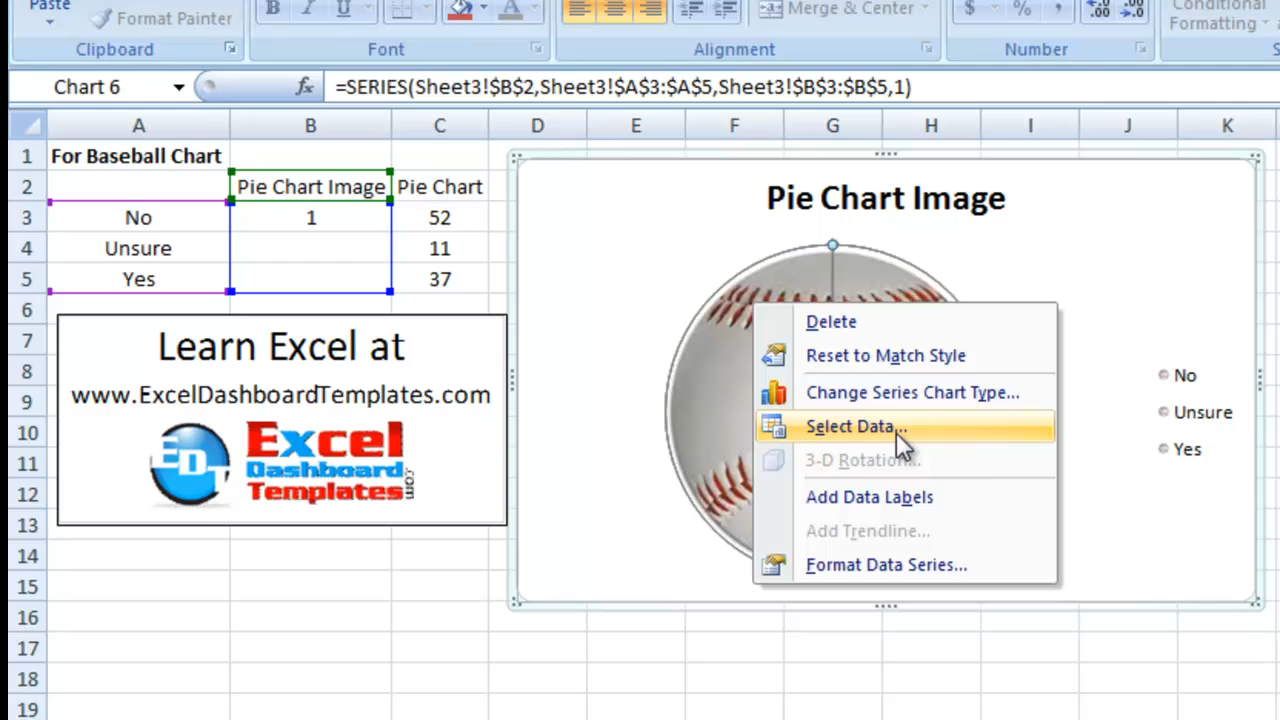 Paste
Format Painter
B I U A
Merge & Center
$ % ,
.00
.00
Conditional
Formatting
Clipboard
Font
Alignment
Number
Chart 6
fx
=SERIES(Sheet3!$B$2,Sheet3!$A$3:$A$5,Sheet3!$B$3:$B$5,1)
A B C D E F G H I J K
1 For Baseball Chart
2 Pie Chart Image Pie Chart
3 No 1 52
4 Unsure 11
5 Yes 37
6
7
8
9
10
11
12
13
14
15
16
17
18
19
Learn Excel at
www.ExcelDashboardTemplates.com
EDT
Excel
Dashboard
Templates
.com
Pie Chart Image
Delete
Reset to Match Style
Change Series Chart Type...
Select Data...
3-D Rotation...
Add Data Labels
Add Trendline...
Format Data Series...
No
Unsure
Yes